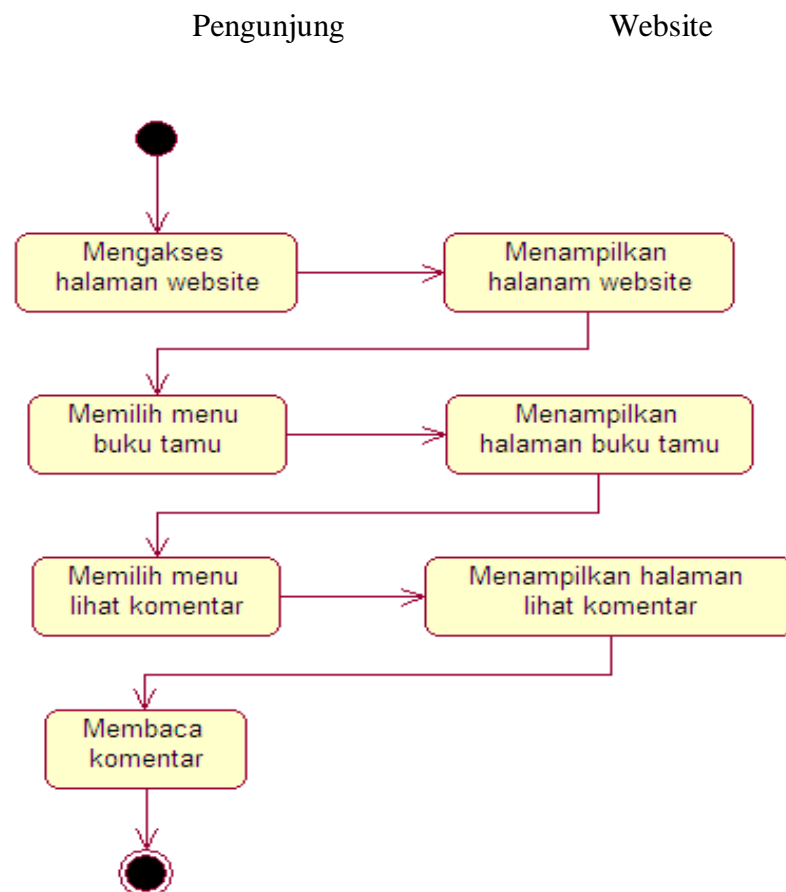 Pengunjung
Website
Mengakses
halaman website
Menampilkan
halanam website
Memilih menu
buku tamu
Menampilkan
halaman buku tamu
Memilih menu
lihat komentar
Menampilkan halaman
lihat komentar
Membaca
komentar